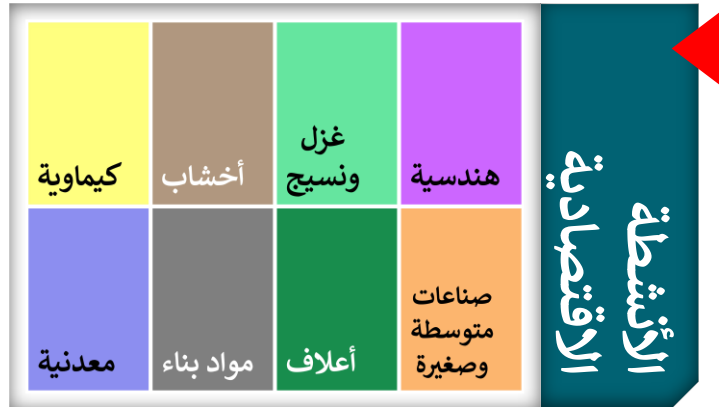 الأنشطة
الاقتصادية
هندسية
غزل
ونسيج
أخشاب
كيماوية
صناعات
متوسطة
وصغيرة
أعلاف
مواد بناء
معدنية